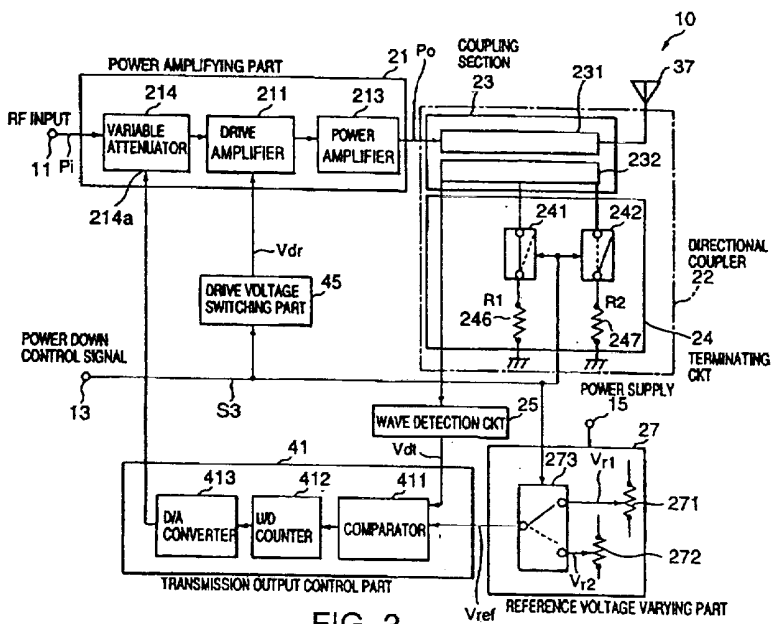 10
POWER AMPLIFYING PART
21
Po
COUPLING
SECTION
23
231
37
RF INPUT
11
Pi
214
VARIABLE
ATTENUATOR
214a
211
DRIVE
AMPLIFIER
213
POWER
AMPLIFIER
232
241
242
DIRECTIONAL
COUPLER
22
Vdr
DRIVE VOLTAGE
SWITCHING PART
45
R1
246
R2
247
24
TERMINATING
CKT
POWER DOWN
CONTROL SIGNAL
13
S3
POWER SUPPLY
15
25
WAVE DETECTION CKT
Vdt
27
41
413
D/A
CONVERTER
412
U/D
COUNTER
411
COMPARATOR
273
Vr1
271
272
Vr2
TRANSMISSION OUTPUT CONTROL PART
Vref
REFERENCE VOLTAGE VARYING PART
FIG. 2